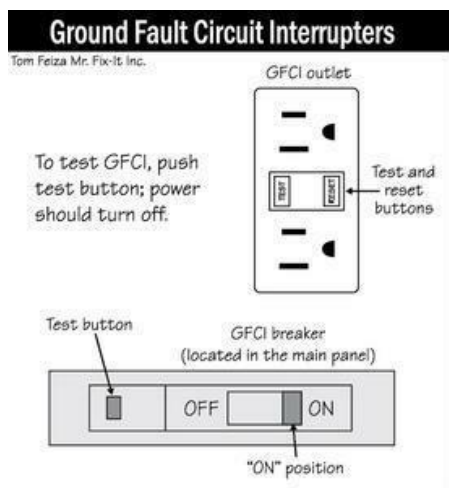 Ground Fault Circuit Interrupters
Tom Feiza Mr. Fix-It Inc.
GFCI outlet
To test GFCI, push
test button; power
should turn off.
TEST
RESET
Test and
reset
buttons
Test button
GFCI breaker
(located in the main panel)
OFF
ON
"ON" position